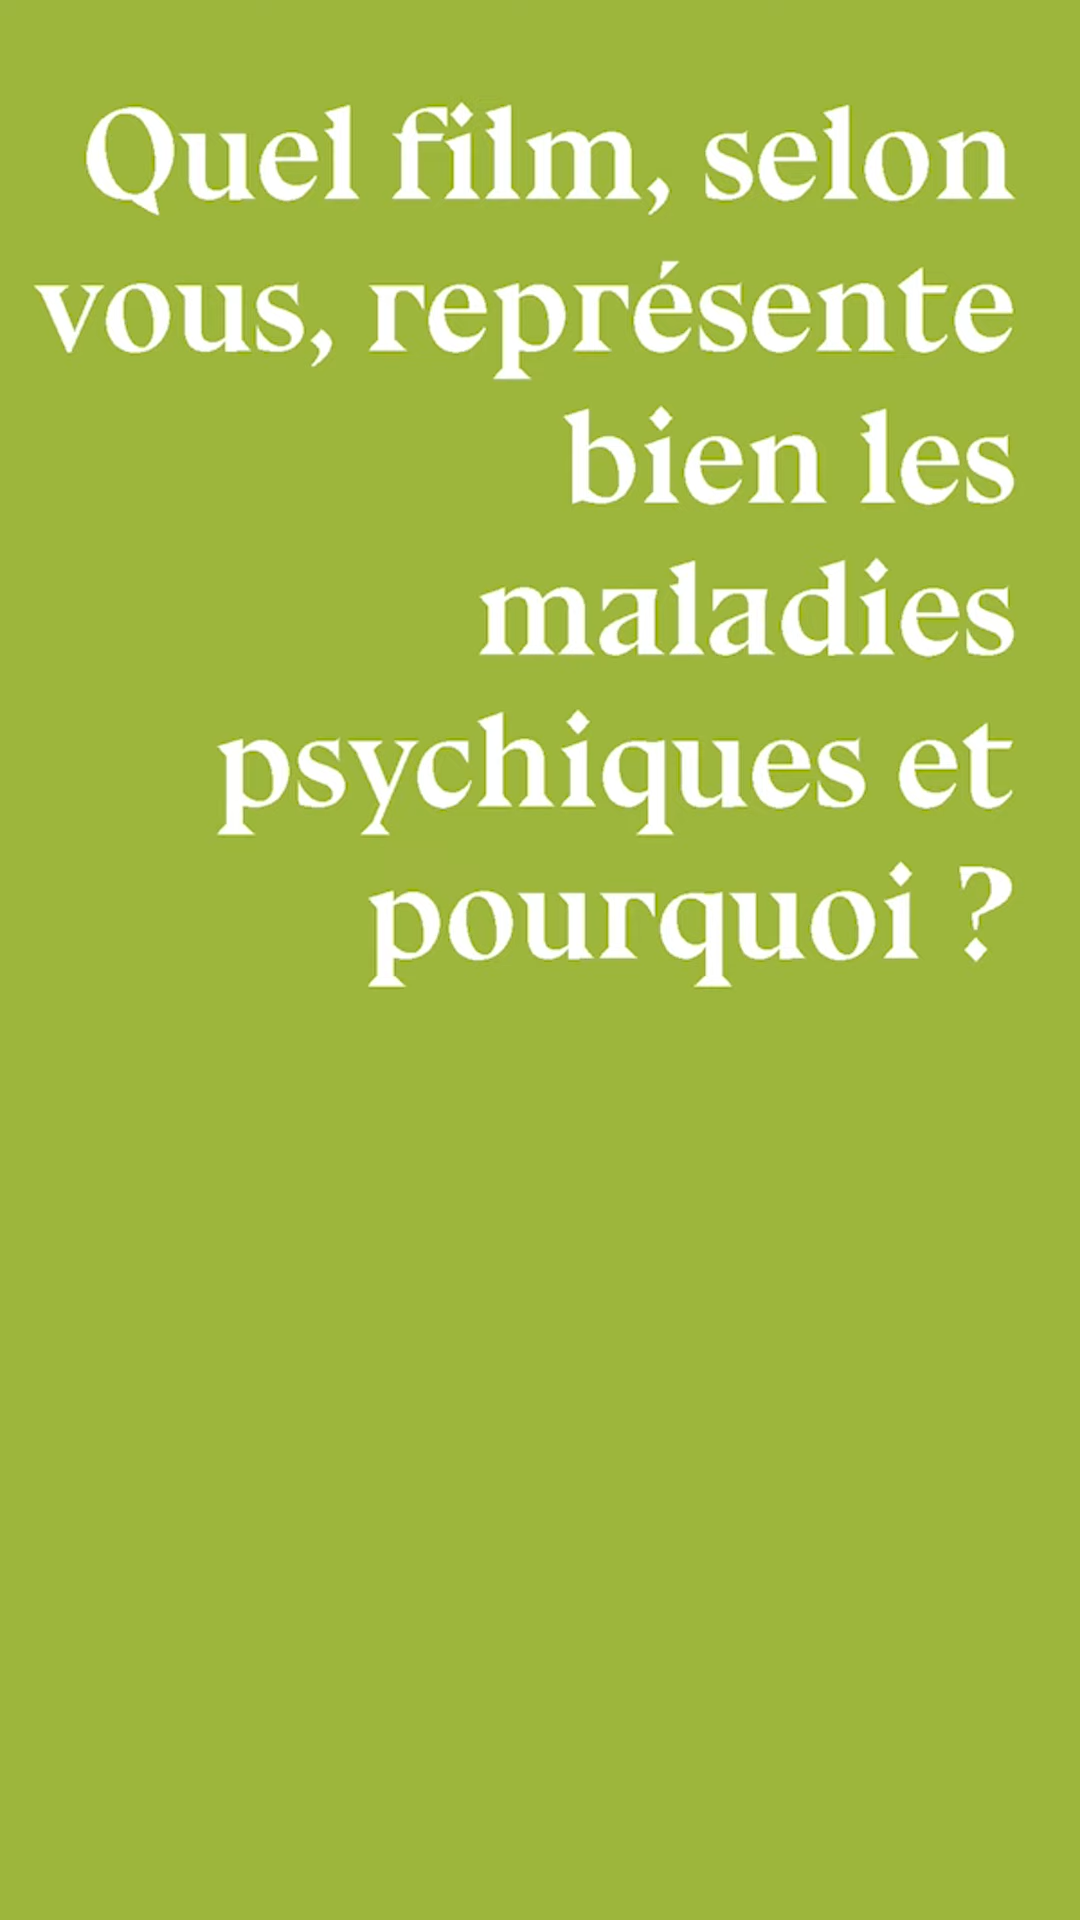 Quel film, selon
vous, représente
bien les
maladies
psychiques et
pourquoi ?